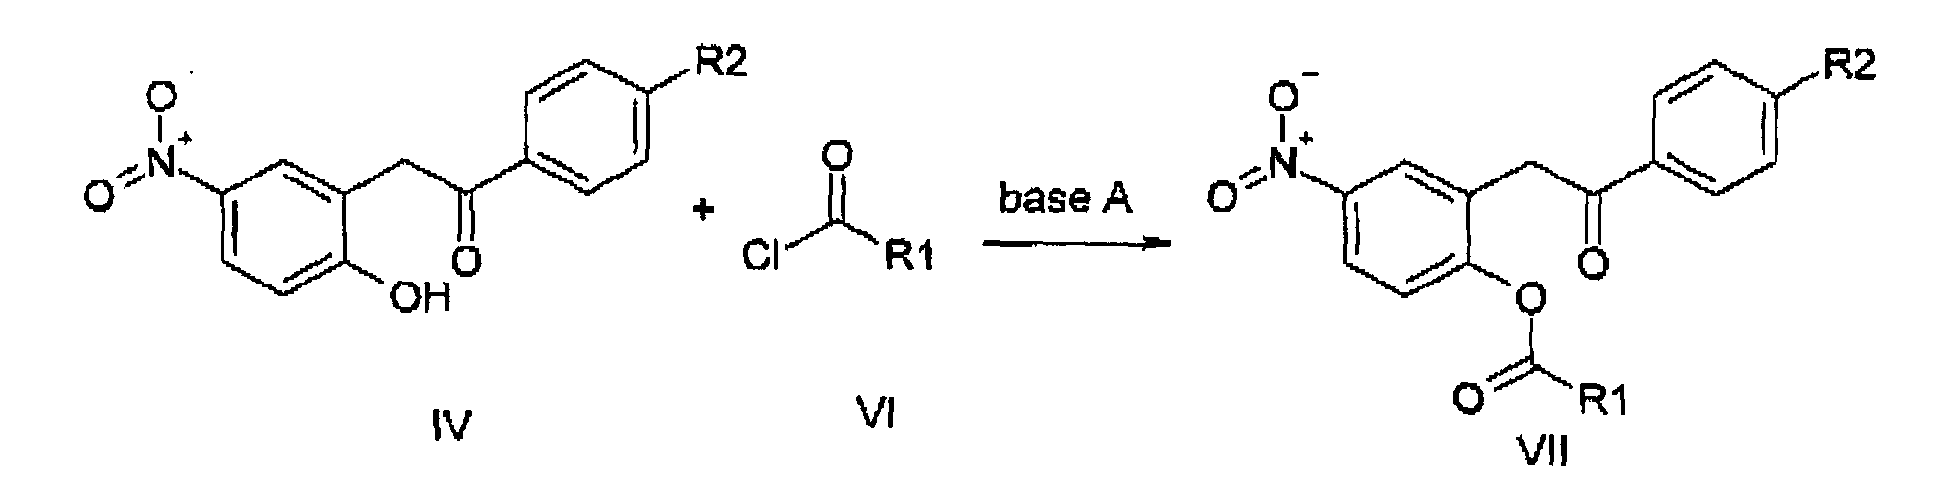 O
N+
O
OH
O
R2
+
O
Cl
R1
base A
O−
N+
O
O
R2
O
O
R1
IV
VI
VII